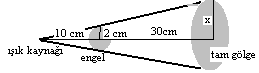 x
10 cm 2 cm 30cm
ışık kaynağı
engel
tam gölge